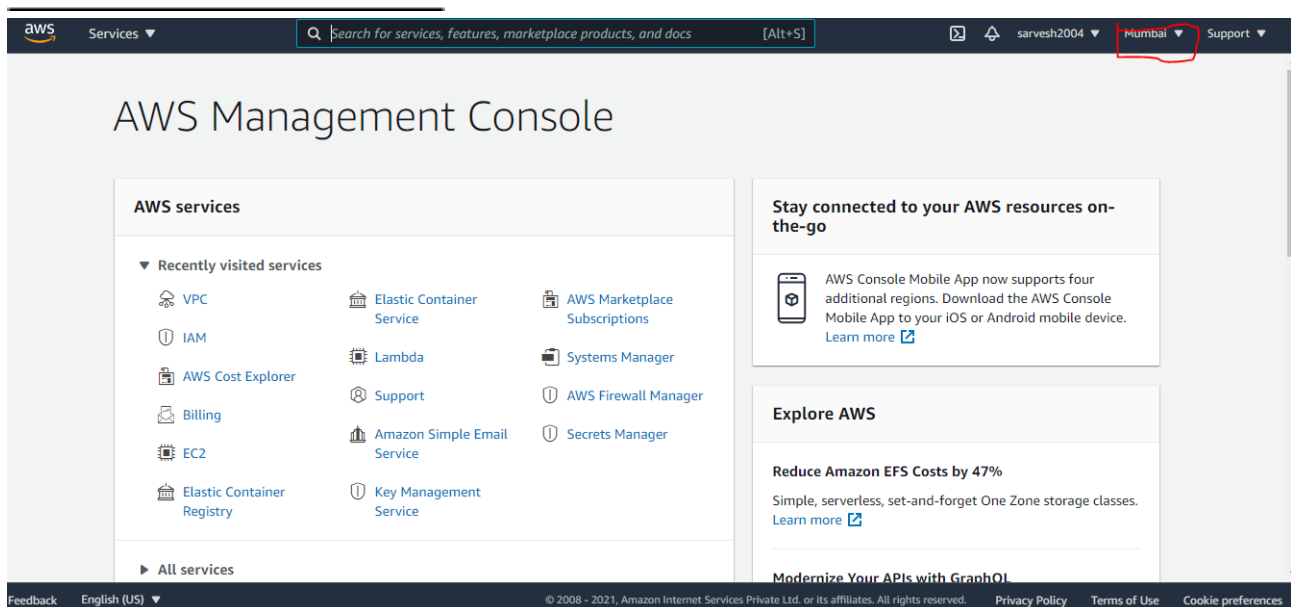 aws
Services ▼
Search for services, features, marketplace products, and docs [Alt+S]
sarvesh2004 ▼
Mumbai ▼
Support ▼
AWS Management Console
AWS services
▼ Recently visited services
VPC
IAM
AWS Cost Explorer
Billing
EC2
Elastic Container
Registry
Elastic Container
Service
Lambda
Support
Amazon Simple Email
Service
Key Management
Service
AWS Marketplace
Subscriptions
Systems Manager
AWS Firewall Manager
Secrets Manager
▶ All services
Stay connected to your AWS resources on-
the-go
AWS Console Mobile App now supports four
additional regions. Download the AWS Console
Mobile App to your iOS or Android mobile device.
Learn more
Explore AWS
Reduce Amazon EFS Costs by 47%
Simple, serverless, set-and-forget One Zone storage classes.
Learn more
Modernize Your APIs with GraphQL
Feedback
English (US) ▼
© 2008 - 2021, Amazon Internet Services Private Ltd. or its affiliates. All rights reserved.
Privacy Policy
Terms of Use
Cookie preferences